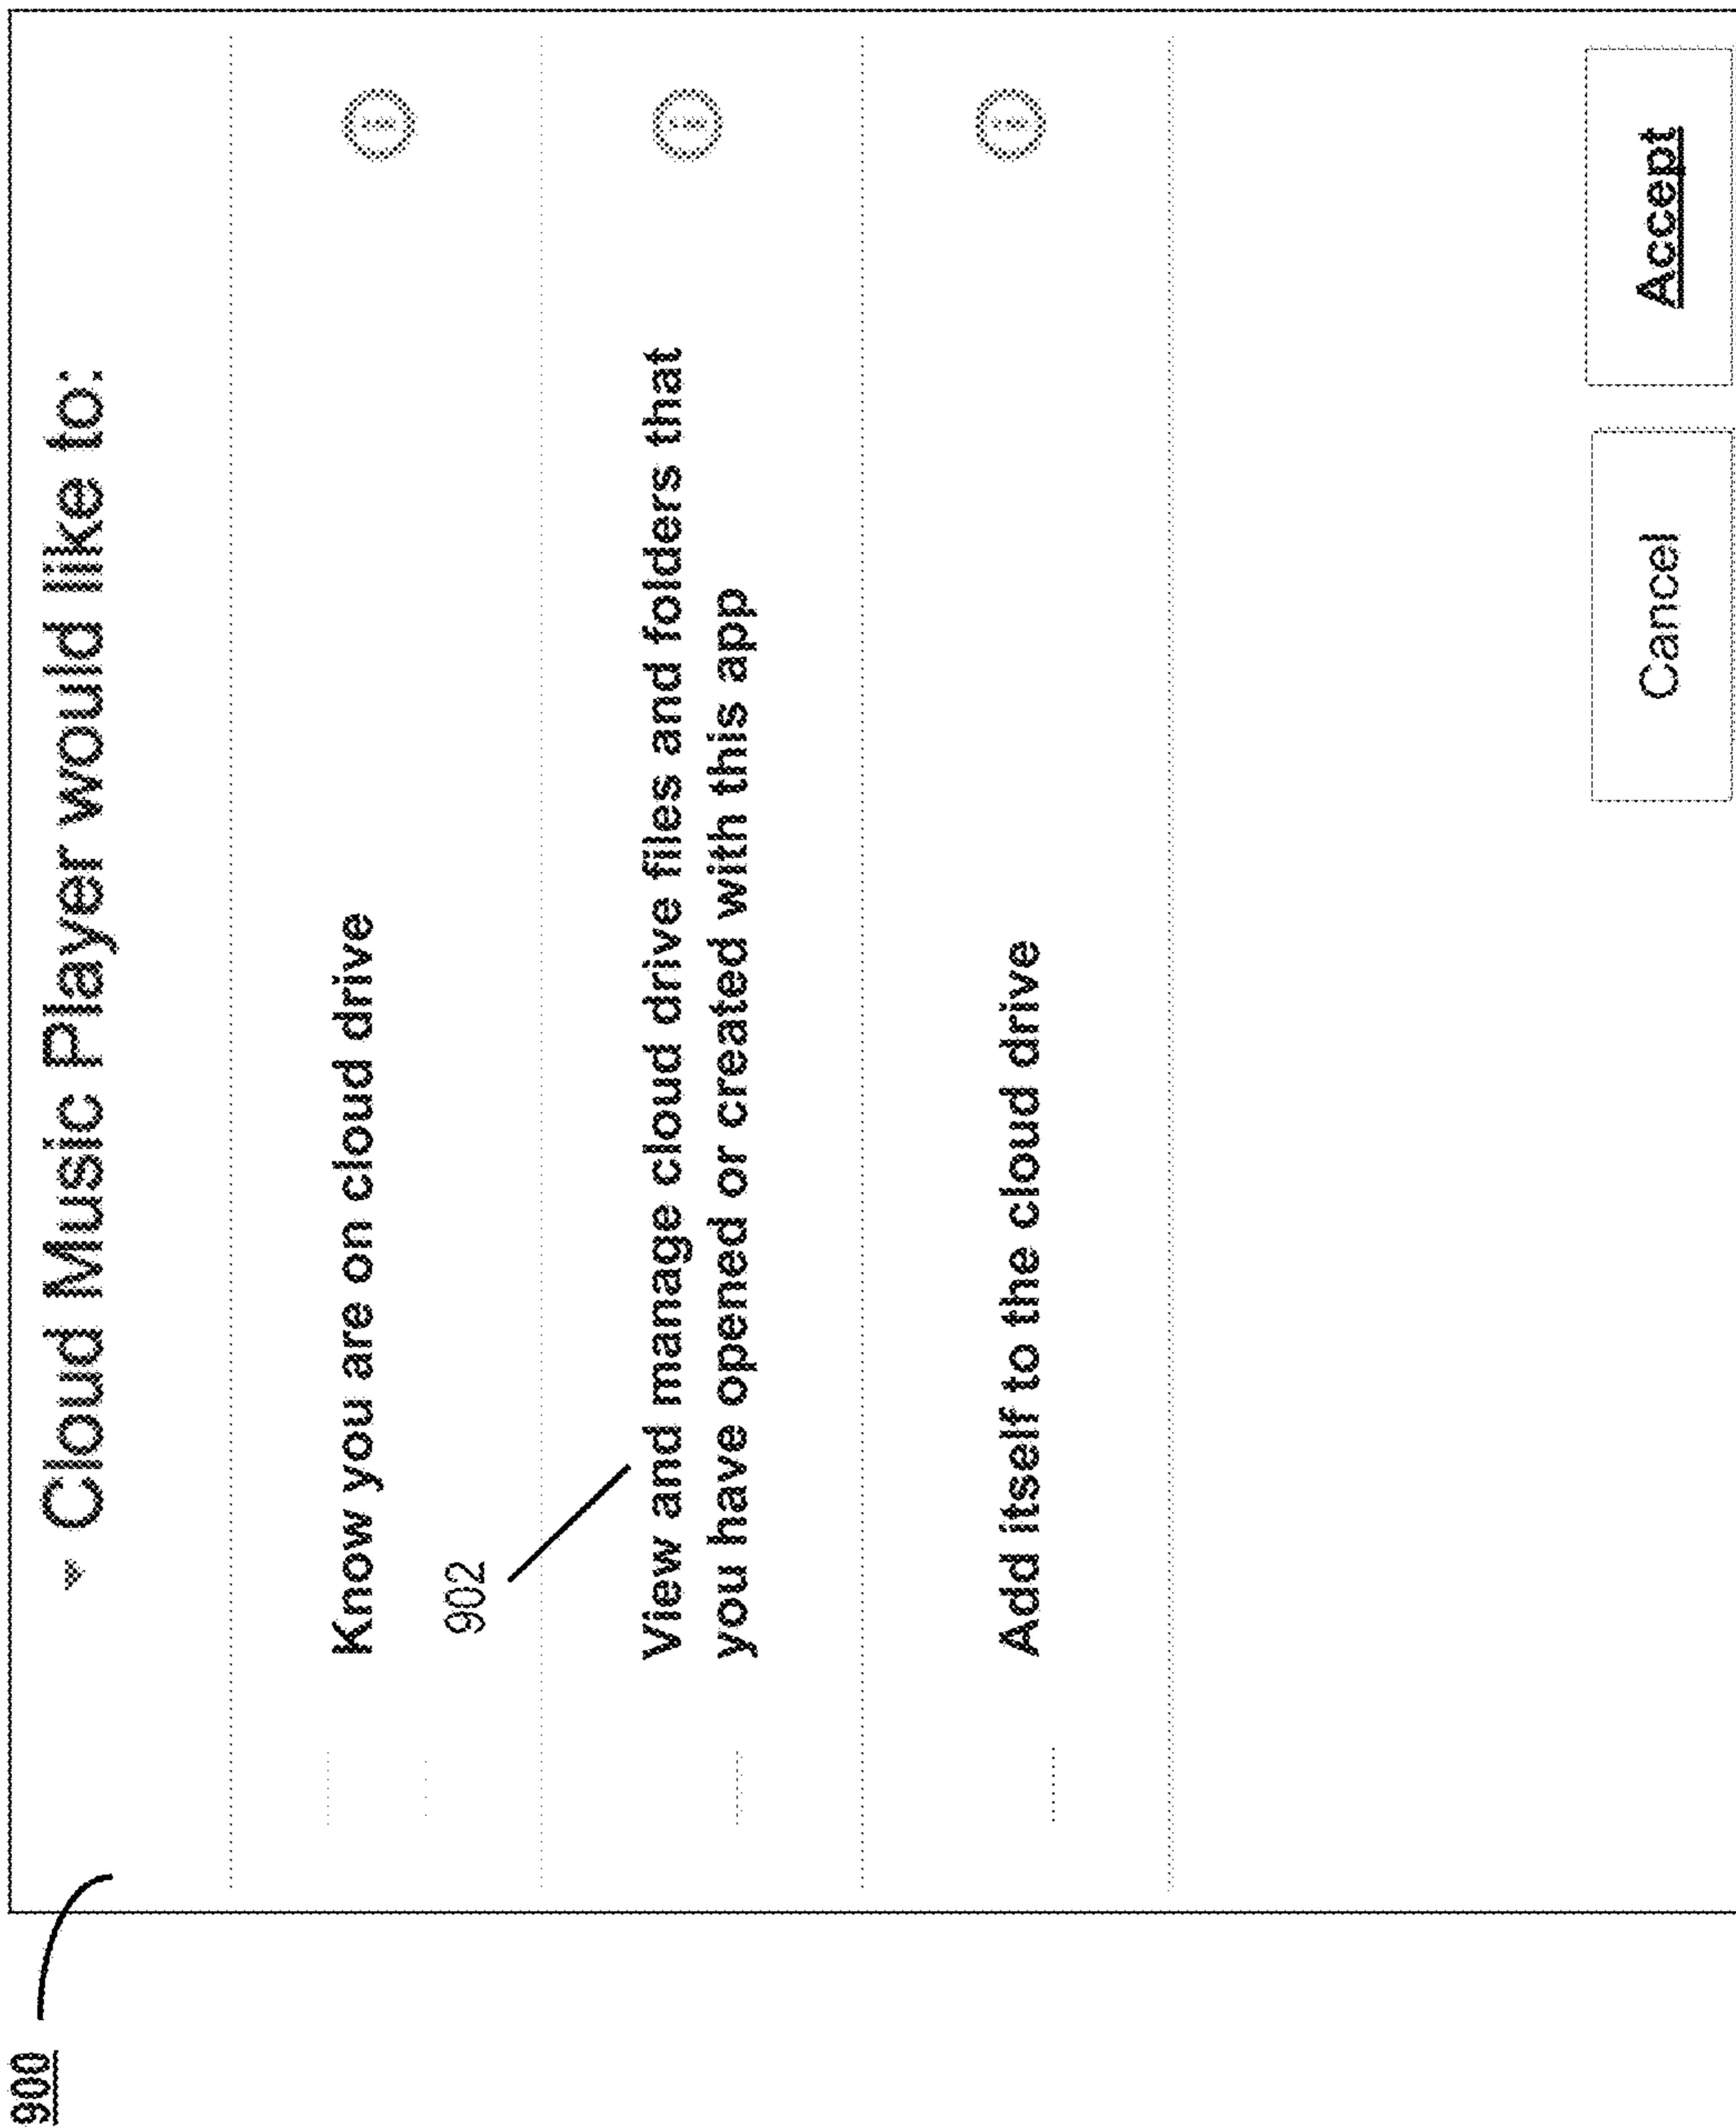 900
Cloud Music Player would like to:
Know you are on cloud drive
i
902
View and manage cloud drive files and folders that
you have opened or created with this app
i
Add itself to the cloud drive
i
Cancel
Accept